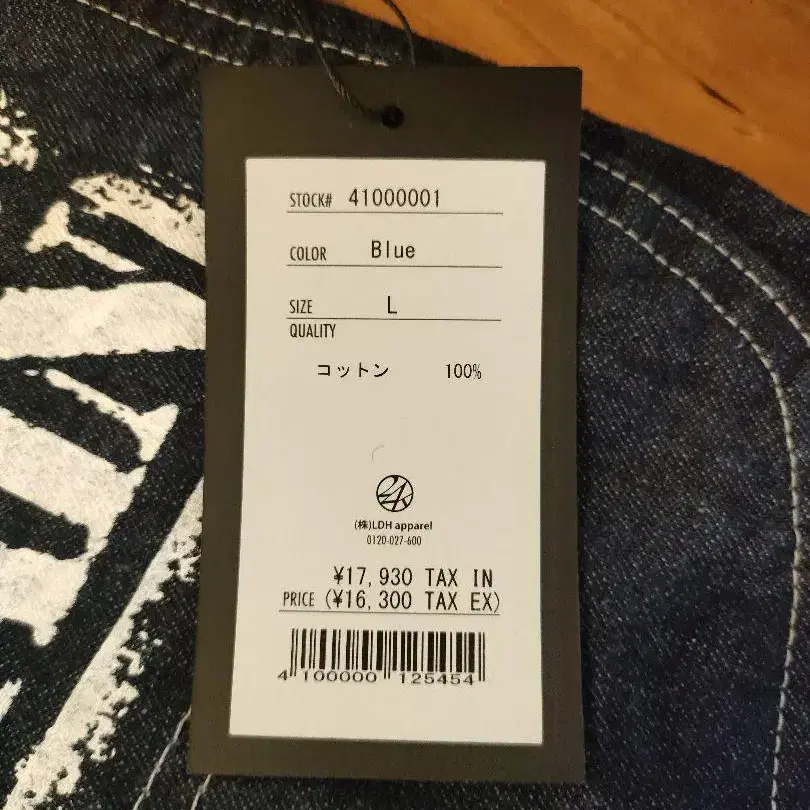 STOCK# 41000001
COLOR Blue
SIZE L
QUALITY
コットン 100%
(株)LDH apparel
0120-027-600
¥17,930 TAX IN
PRICE (¥16,300 TAX EX)
4 100000 125454